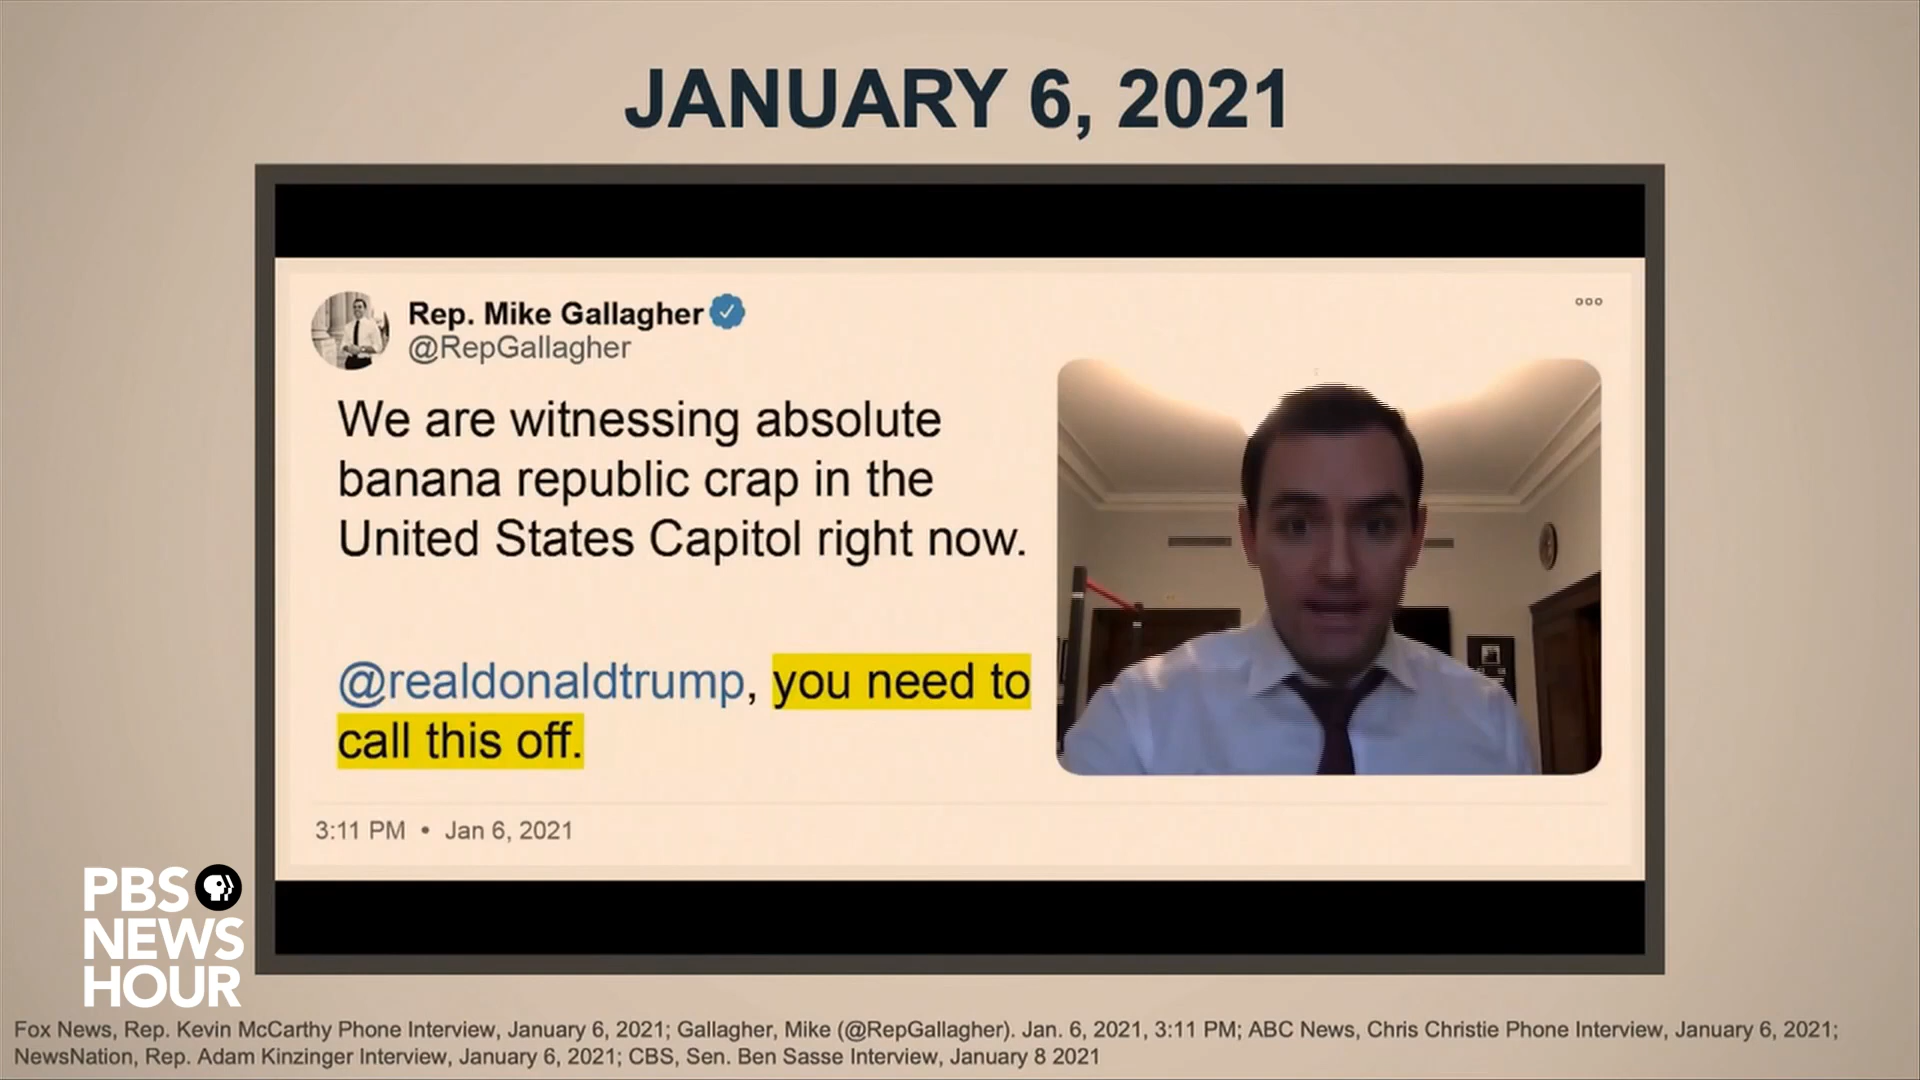 JANUARY 6, 2021
Rep. Mike Gallagher
@RepGallagher
We are witnessing absolute
banana republic crap in the
United States Capitol right now.
@realdonaldtrump, you need to
call this off.
3:11 PM • Jan 6, 2021
PBS
NEWS
HOUR
Fox News, Rep. Kevin McCarthy Phone Interview, January 6, 2021; Gallagher, Mike (@RepGallagher). Jan. 6, 2021, 3:11 PM; ABC News, Chris Christie Phone Interview, January 6, 2021;
NewsNation, Rep. Adam Kinzinger Interview, January 6, 2021; CBS, Sen. Ben Sasse Interview, January 8 2021